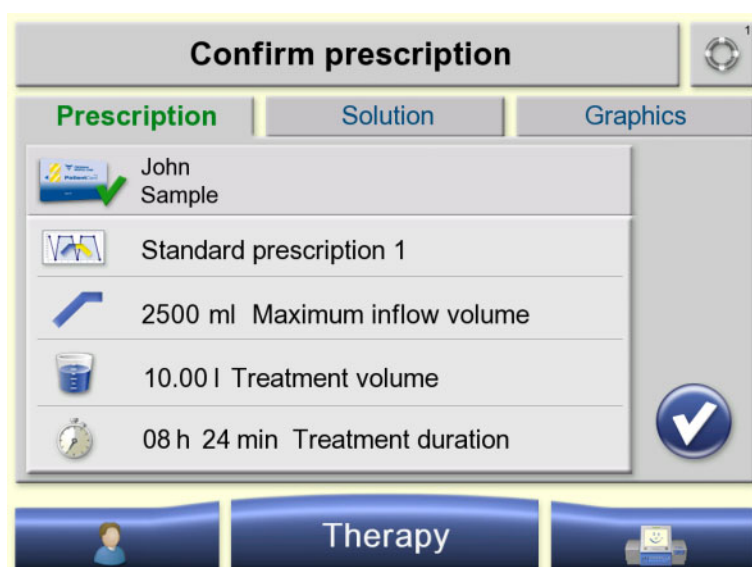 Confirm prescription
1
Prescription
Solution
Graphics
John
Sample
Standard prescription 1
2500 ml Maximum inflow volume
10.00 l Treatment volume
08 h 24 min Treatment duration
Therapy